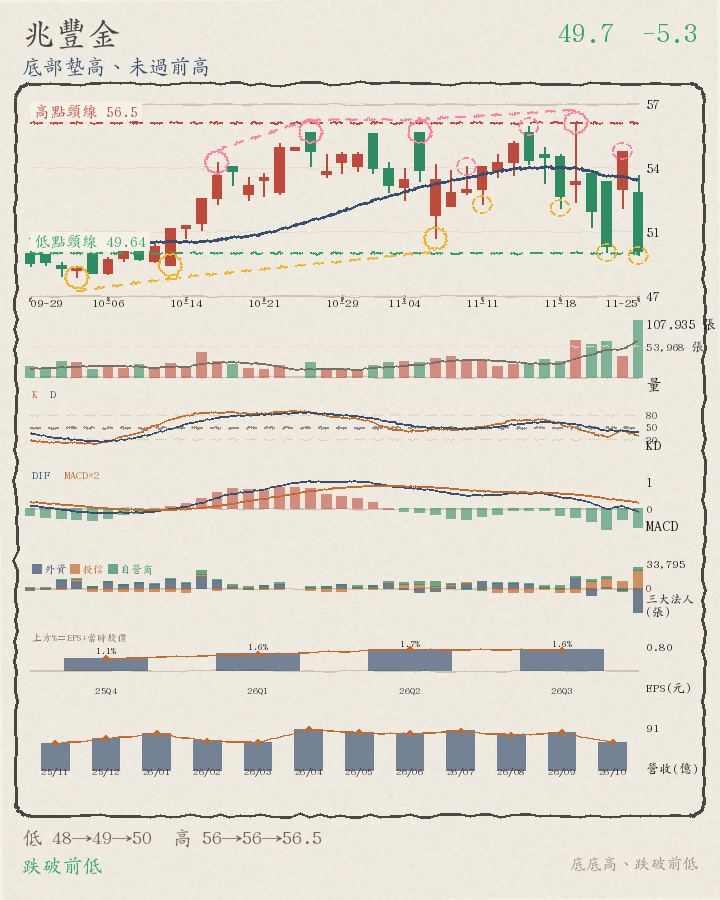 兆豐金 49.7 -5.3
底部墊高、未過前高
高點頸線 56.5
低點頸線 49.64
57
54
51
47
09-29 10-06 10-14 10-21 10-29 11-04 11-11 11-18 11-25
107,935 張
53,968 張
量
K D
80
50
20
KD
DIF MACD×2
1
0
MACD
外資 投信 自營商
33,795
0
三大法人
(張)
上方%=EPS÷當時股價
1.1% 1.6% 1.7% 1.6%
0.80
25Q4 26Q1 26Q2 26Q3
EPS(元)
91
25/11 25/12 26/01 26/02 26/03 26/04 26/05 26/06 26/07 26/08 26/09 26/10
營收(億)
低 48→49→50 高 56→56→56.5
跌破前低
底底高、跌破前低